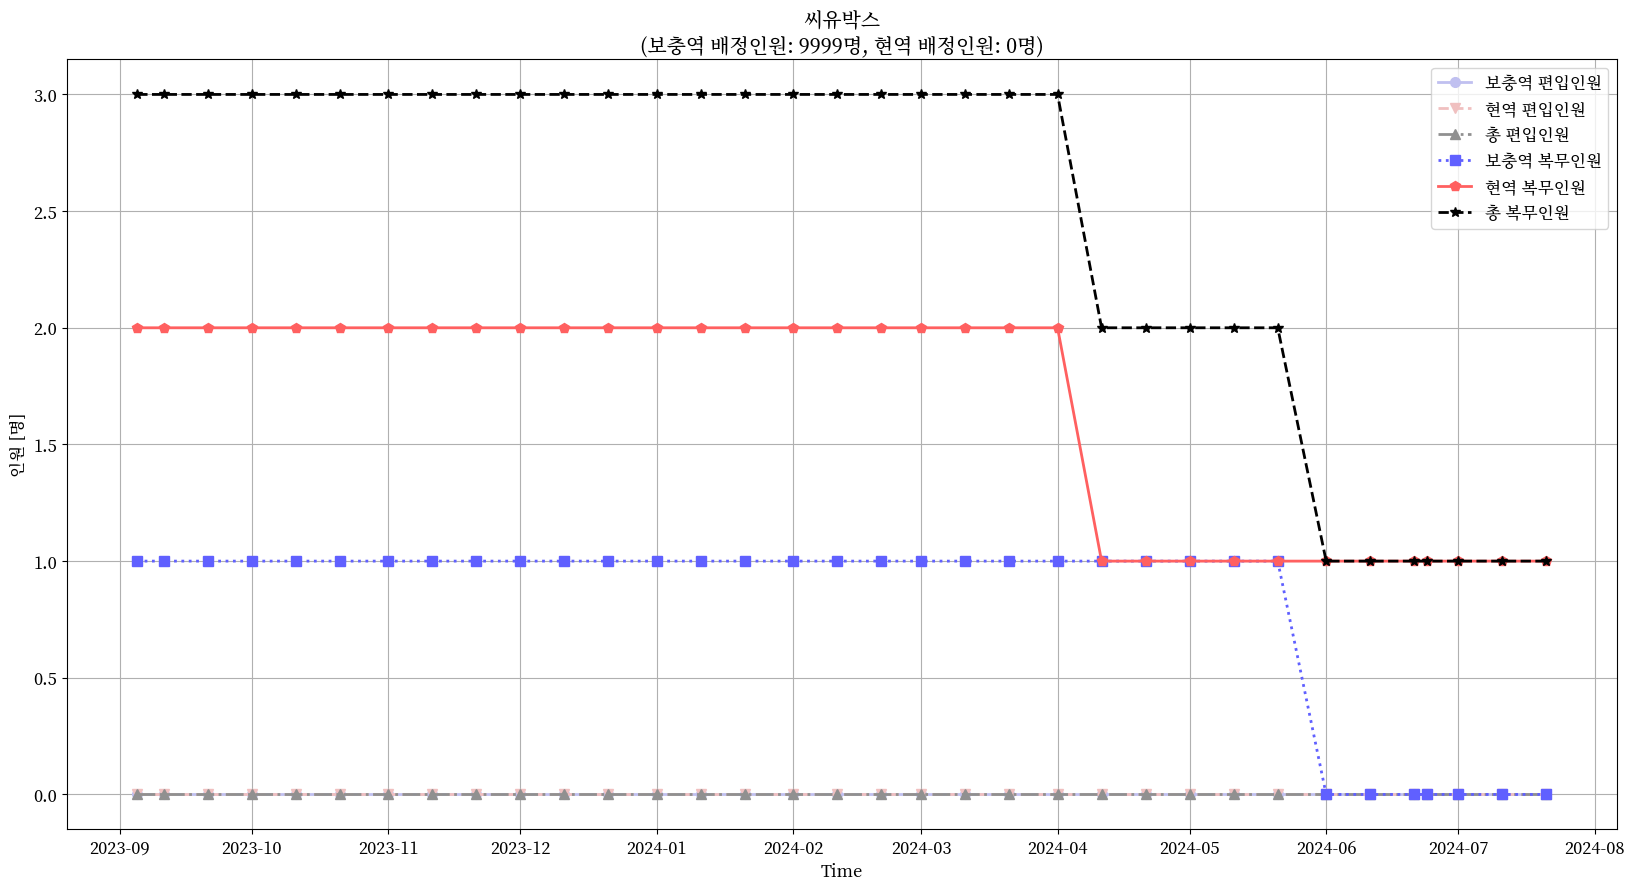 씨유박스
(보충역 배정인원: 9999명, 현역 배정인원: 0명)
보충역 편입인원
현역 편입인원
총 편입인원
보충역 복무인원
현역 복무인원
총 복무인원
인원 [명]
3.0
2.5
2.0
1.5
1.0
0.5
0.0
2023-09 2023-10 2023-11 2023-12 2024-01 2024-02 2024-03 2024-04 2024-05 2024-06 2024-07 2024-08
Time